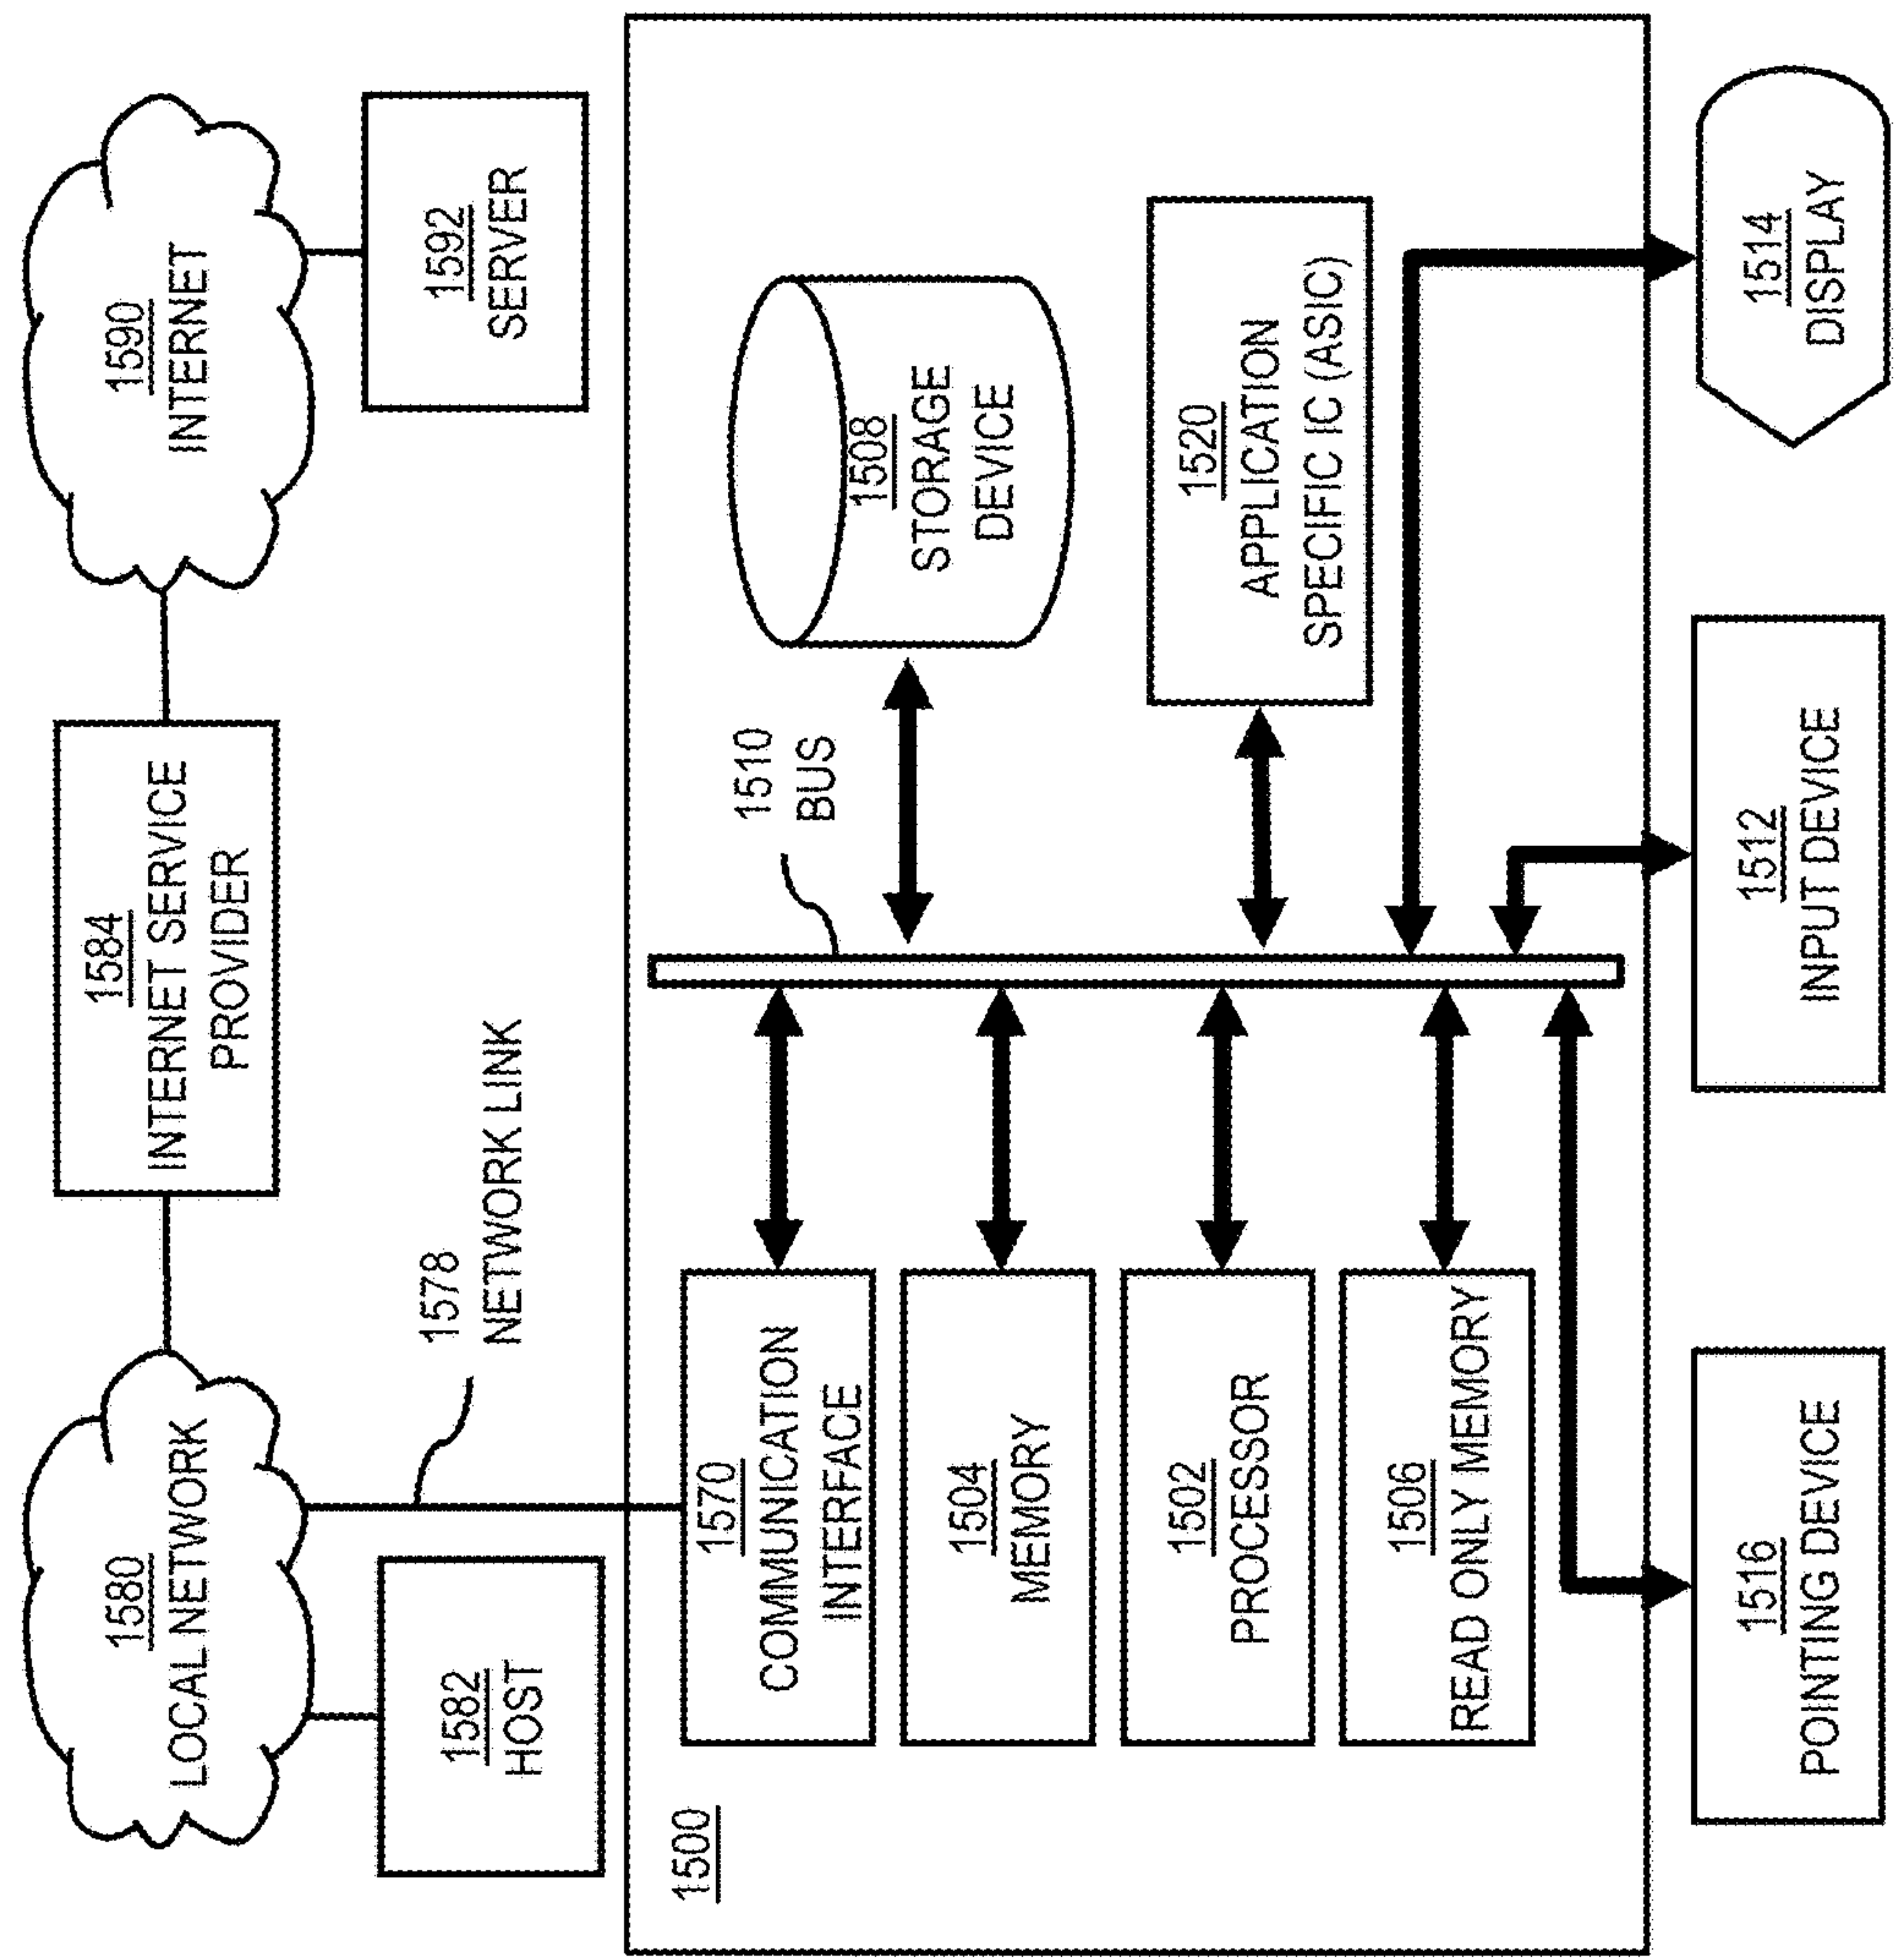 1580
LOCAL NETWORK
1584
INTERNET SERVICE
PROVIDER
1590
INTERNET
1582
HOST
1578
NETWORK LINK
1592
SERVER
1500
1570
COMMUNICATION
INTERFACE
1510
BUS
1508
STORAGE
DEVICE
1504
MEMORY
1502
PROCESSOR
1520
APPLICATION
SPECIFIC IC (ASIC)
1506
READ ONLY MEMORY
1516
POINTING DEVICE
1512
INPUT DEVICE
1514
DISPLAY